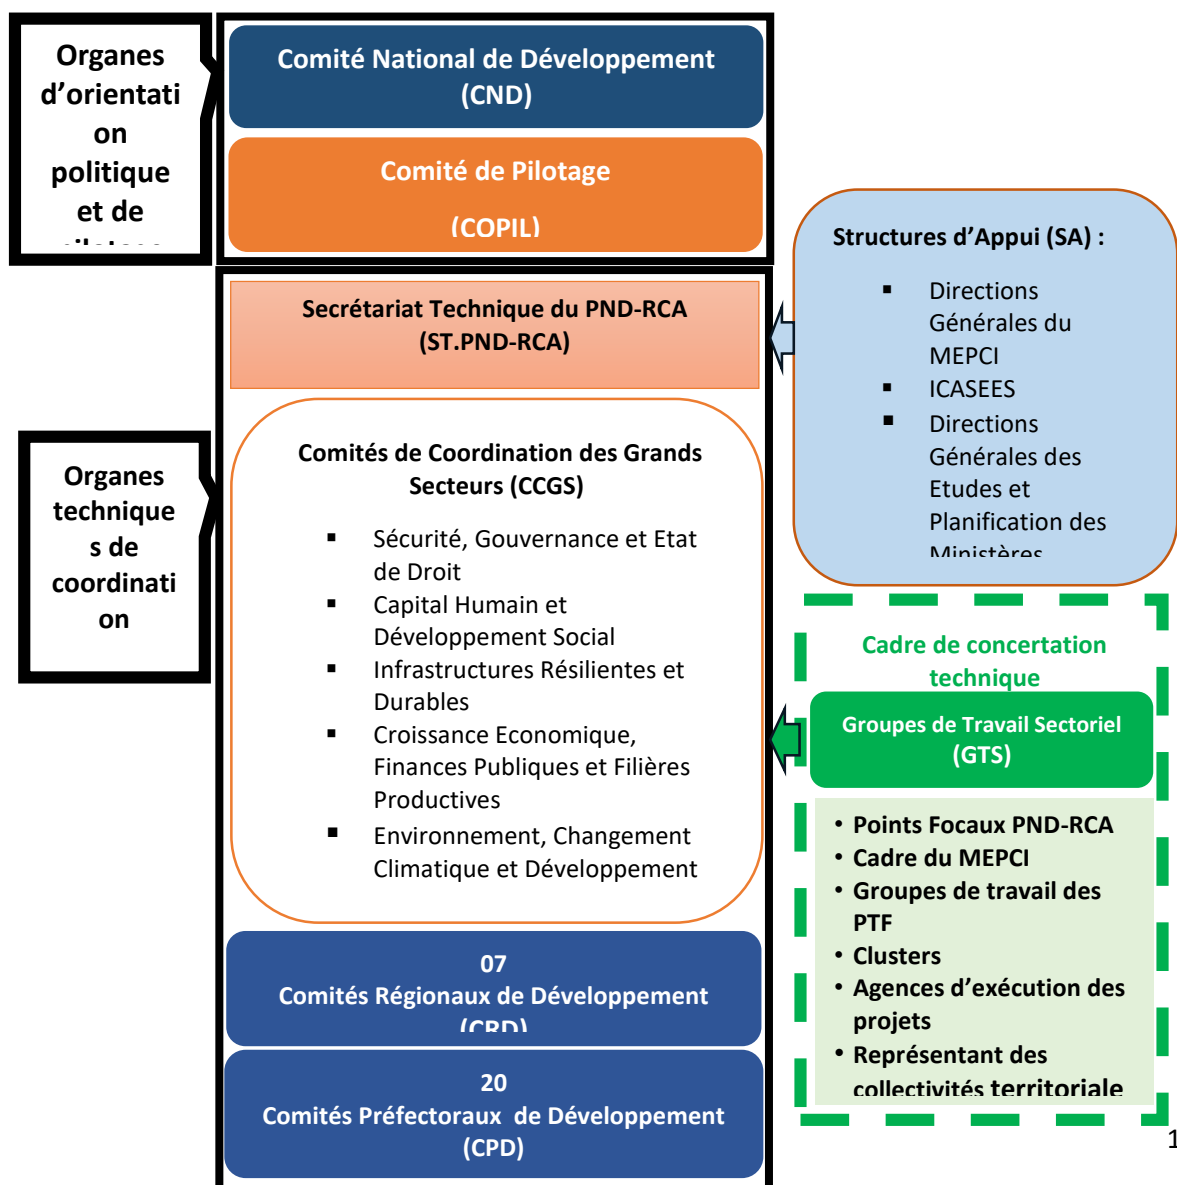 Organes
d’orientati
on
politique
et de
Comité National de Développement
(CND)
Comité de Pilotage
(COPIL)
Structures d’Appui (SA) :
▪ Directions
Générales du
MEPCI
▪ ICASEES
▪ Directions
Générales des
Etudes et
Planification des
Ministères
Secrétariat Technique du PND-RCA
(ST.PND-RCA)
Organes
technique
s de
coordinati
on
Comités de Coordination des Grands
Secteurs (CCGS)
▪ Sécurité, Gouvernance et Etat
de Droit
▪ Capital Humain et
Développement Social
▪ Infrastructures Résilientes et
Durables
▪ Croissance Economique,
Finances Publiques et Filières
Productives
▪ Environnement, Changement
Climatique et Développement
Cadre de concertation
technique
Groupes de Travail Sectoriel
(GTS)
• Points Focaux PND-RCA
• Cadre du MEPCI
• Groupes de travail des
PTF
• Clusters
• Agences d’exécution des
projets
• Représentant des
collectivités territoriale
07
Comités Régionaux de Développement
(CRD)
20
Comités Préfectoraux de Développement
(CPD)
1